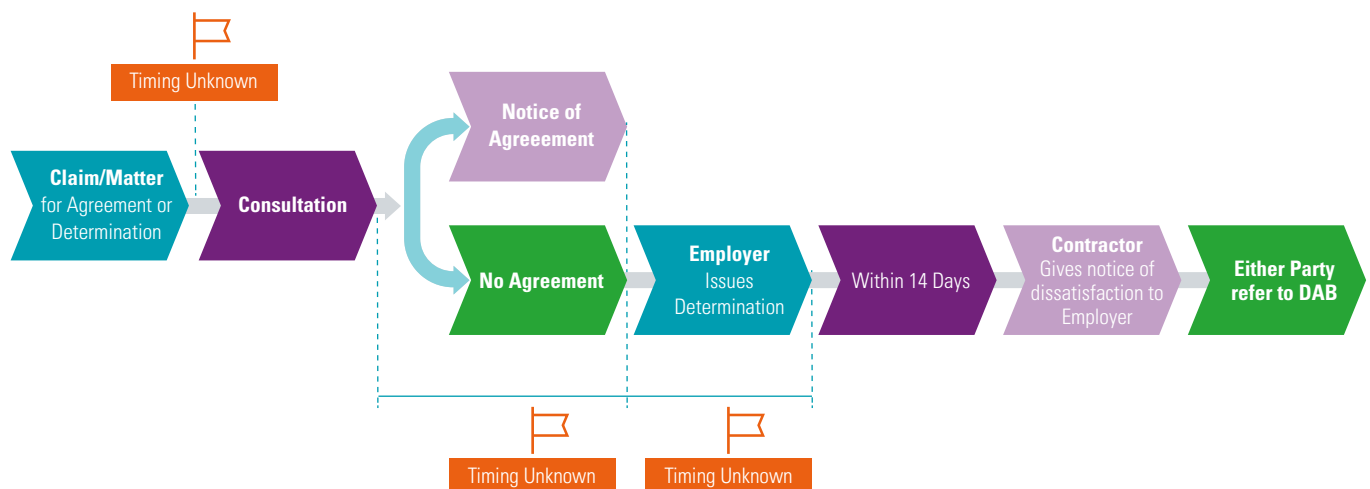 Timing Unknown
Claim/Matter
for Agreement or
Determination
Consultation
Notice of
Agreeement
No Agreement
Employer
Issues
Determination
Within 14 Days
Contractor
Gives notice of
dissatisfaction to
Employer
Either Party
refer to DAB
Timing Unknown
Timing Unknown